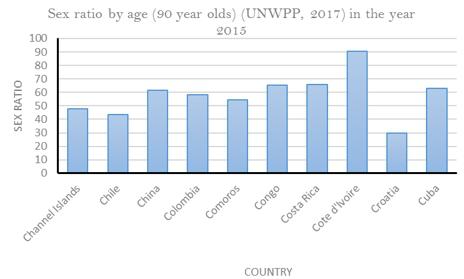 Sex ratio by age (90 year olds) (UNWPP, 2017) in the year
2015
100
90
80
70
60
50
40
30
20
10
0
SEX RATIO
Channel Islands
Chile
China
Colombia
Comoros
Congo
Costa Rica
Cote d'Ivoire
Croatia
Cuba
COUNTRY